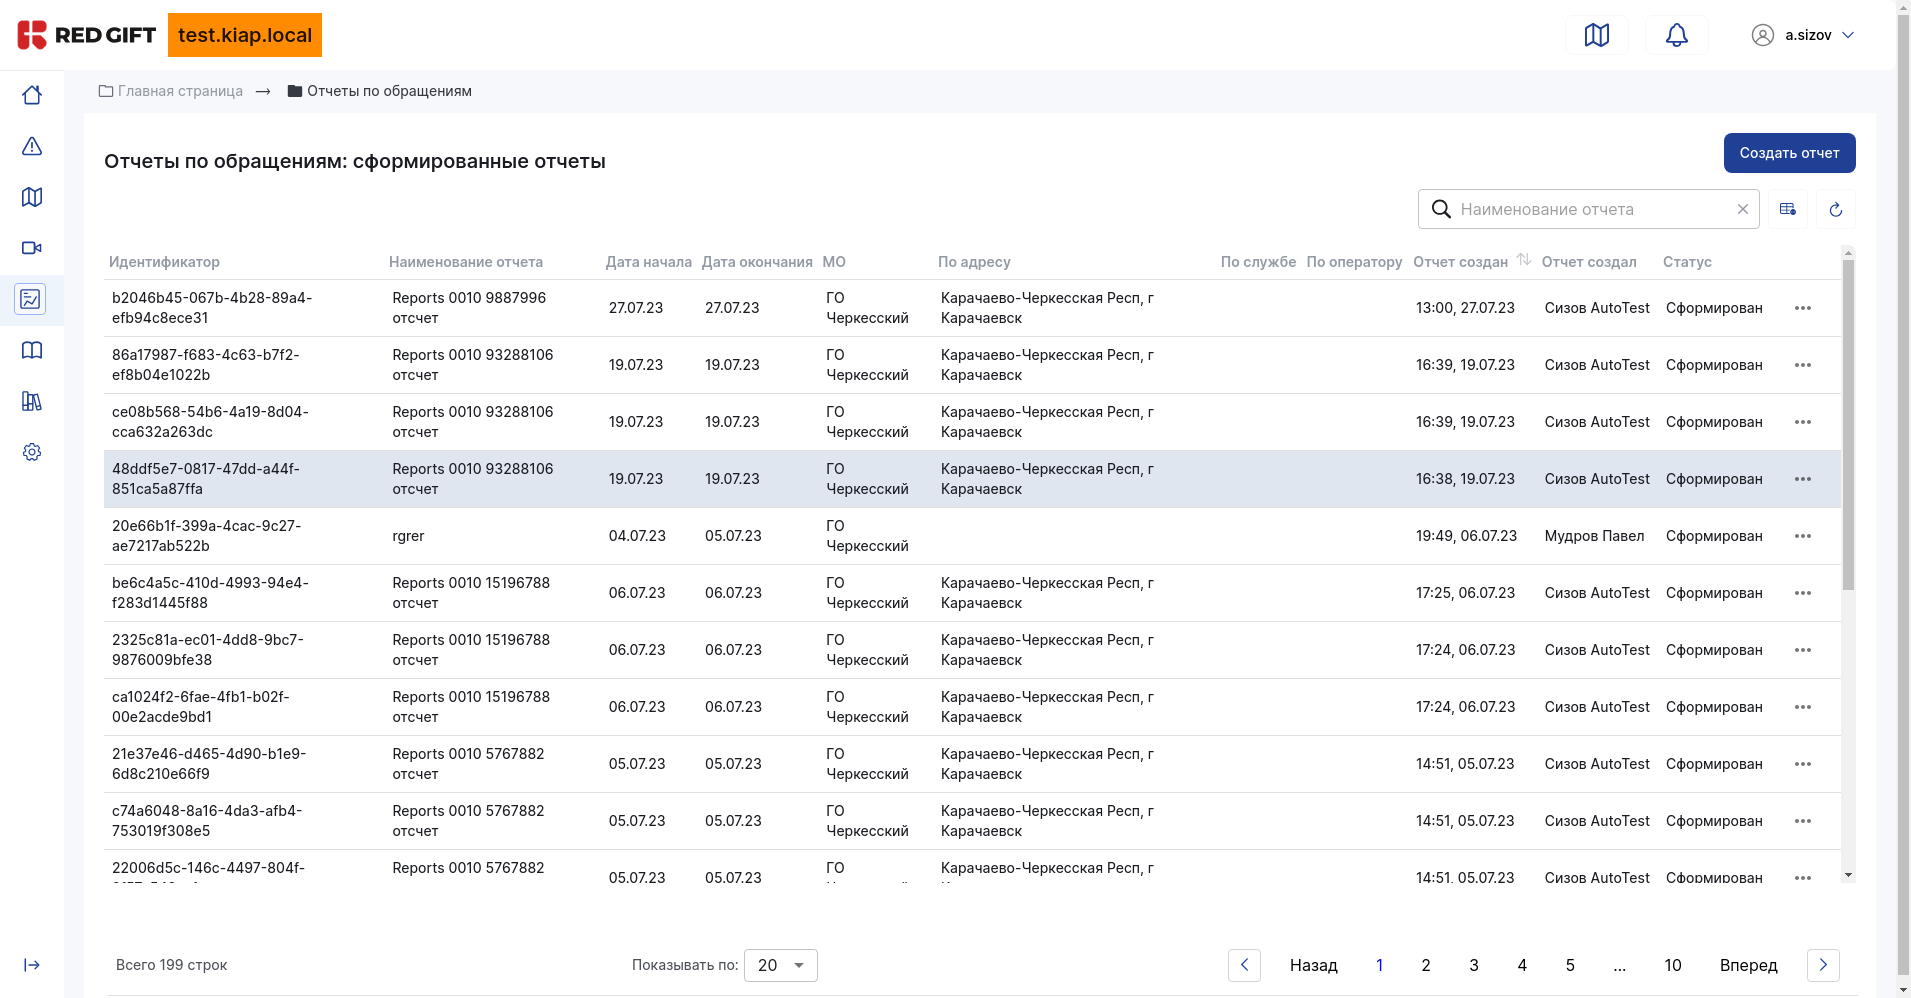 RED GIFT test.kiap.local a.sizov
Главная страница → Отчеты по обращениям
Отчеты по обращениям: сформированные отчеты
Создать отчет
Наименование отчета
Идентификатор Наименование отчета Дата начала Дата окончания МО По адресу По службе По оператору Отчет создан Отчет создал Статус
b2046b45-067b-4b28-89a4- Reports 0010 9887996 ГО Карачаево-Черкесская Респ, г
27.07.23 27.07.23 13:00, 27.07.23 Сизов AutoTest Сформирован
efb94c8ece31 отсчет Черкесский Карачаевск
86a17987-f683-4c63-b7f2- Reports 0010 93288106 ГО Карачаево-Черкесская Респ, г
19.07.23 19.07.23 16:39, 19.07.23 Сизов AutoTest Сформирован
ef8b04e1022b отсчет Черкесский Карачаевск
ce08b568-54b6-4a19-8d04- Reports 0010 93288106 ГО Карачаево-Черкесская Респ, г
19.07.23 19.07.23 16:39, 19.07.23 Сизов AutoTest Сформирован
cca632a263dc отсчет Черкесский Карачаевск
48ddf5e7-0817-47dd-a44f- Reports 0010 93288106 ГО Карачаево-Черкесская Респ, г
19.07.23 19.07.23 16:38, 19.07.23 Сизов AutoTest Сформирован
851ca5a87ffa отсчет Черкесский Карачаевск
20e66b1f-399a-4cac-9c27- ГО
rgrer 04.07.23 05.07.23 19:49, 06.07.23 Мудров Павел Сформирован
ae7217ab522b Черкесский
be6c4a5c-410d-4993-94e4- Reports 0010 15196788 ГО Карачаево-Черкесская Респ, г
06.07.23 06.07.23 17:25, 06.07.23 Сизов AutoTest Сформирован
f283d1445f88 отсчет Черкесский Карачаевск
2325c81a-ec01-4dd8-9bc7- Reports 0010 15196788 ГО Карачаево-Черкесская Респ, г
06.07.23 06.07.23 17:24, 06.07.23 Сизов AutoTest Сформирован
9876009bfe38 отсчет Черкесский Карачаевск
ca1024f2-6fae-4fb1-b02f- Reports 0010 15196788 ГО Карачаево-Черкесская Респ, г
06.07.23 06.07.23 17:24, 06.07.23 Сизов AutoTest Сформирован
00e2acde9bd1 отсчет Черкесский Карачаевск
21e37e46-d465-4d90-b1e9- Reports 0010 5767882 ГО Карачаево-Черкесская Респ, г
05.07.23 05.07.23 14:51, 05.07.23 Сизов AutoTest Сформирован
6d8c210e66f9 отсчет Черкесский Карачаевск
c74a6048-8a16-4da3-afb4- Reports 0010 5767882 ГО Карачаево-Черкесская Респ, г
05.07.23 05.07.23 14:51, 05.07.23 Сизов AutoTest Сформирован
753019f308e5 отсчет Черкесский Карачаевск
22006d5c-146c-4497-804f- Reports 0010 5767882 ГО Карачаево-Черкесская Респ, г
05.07.23 05.07.23 14:51, 05.07.23 Сизов AutoTest Сформирован
Всего 199 строк Показывать по: 20 Назад 1 2 3 4 5 ... 10 Вперед